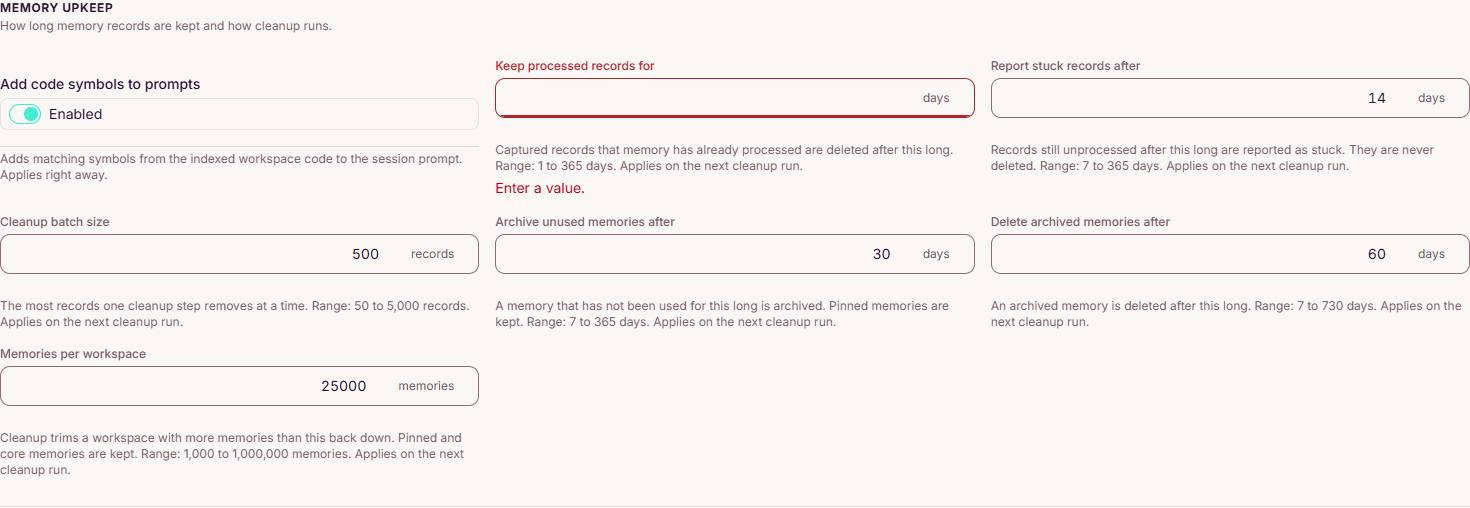 MEMORY UPKEEP
How long memory records are kept and how cleanup runs.
Add code symbols to prompts
Enabled
Adds matching symbols from the indexed workspace code to the session prompt.
Applies right away.
Keep processed records for
days
Captured records that memory has already processed are deleted after this long.
Range: 1 to 365 days. Applies on the next cleanup run.
Enter a value.
Report stuck records after
14 days
Records still unprocessed after this long are reported as stuck. They are never
deleted. Range: 7 to 365 days. Applies on the next cleanup run.
Cleanup batch size
500 records
The most records one cleanup step removes at a time. Range: 50 to 5,000 records.
Applies on the next cleanup run.
Archive unused memories after
30 days
A memory that has not been used for this long is archived. Pinned memories are
kept. Range: 7 to 365 days. Applies on the next cleanup run.
Delete archived memories after
60 days
An archived memory is deleted after this long. Range: 7 to 730 days. Applies on the
next cleanup run.
Memories per workspace
25000 memories
Cleanup trims a workspace with more memories than this back down. Pinned and
core memories are kept. Range: 1,000 to 1,000,000 memories. Applies on the next
cleanup run.